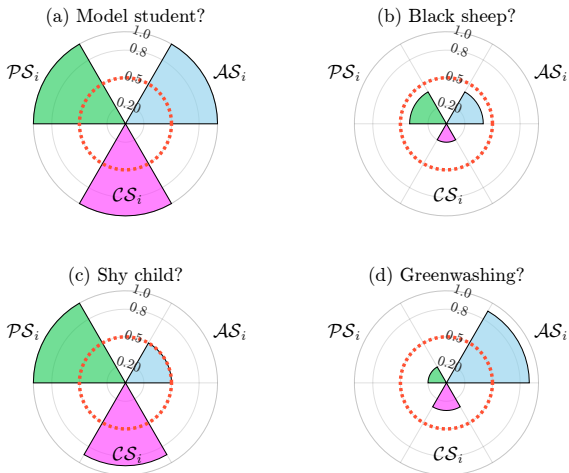 (a) Model student?
1.0
0.8
0.5
0.20
𝒫𝒮ᵢ
𝒜𝒮ᵢ
𝒞𝒮ᵢ
(b) Black sheep?
1.0
0.8
0.5
0.20
𝒫𝒮ᵢ
𝒜𝒮ᵢ
𝒞𝒮ᵢ
(c) Shy child?
1.0
0.8
0.5
0.20
𝒫𝒮ᵢ
𝒜𝒮ᵢ
𝒞𝒮ᵢ
(d) Greenwashing?
1.0
0.8
0.5
0.20
𝒫𝒮ᵢ
𝒜𝒮ᵢ
𝒞𝒮ᵢ